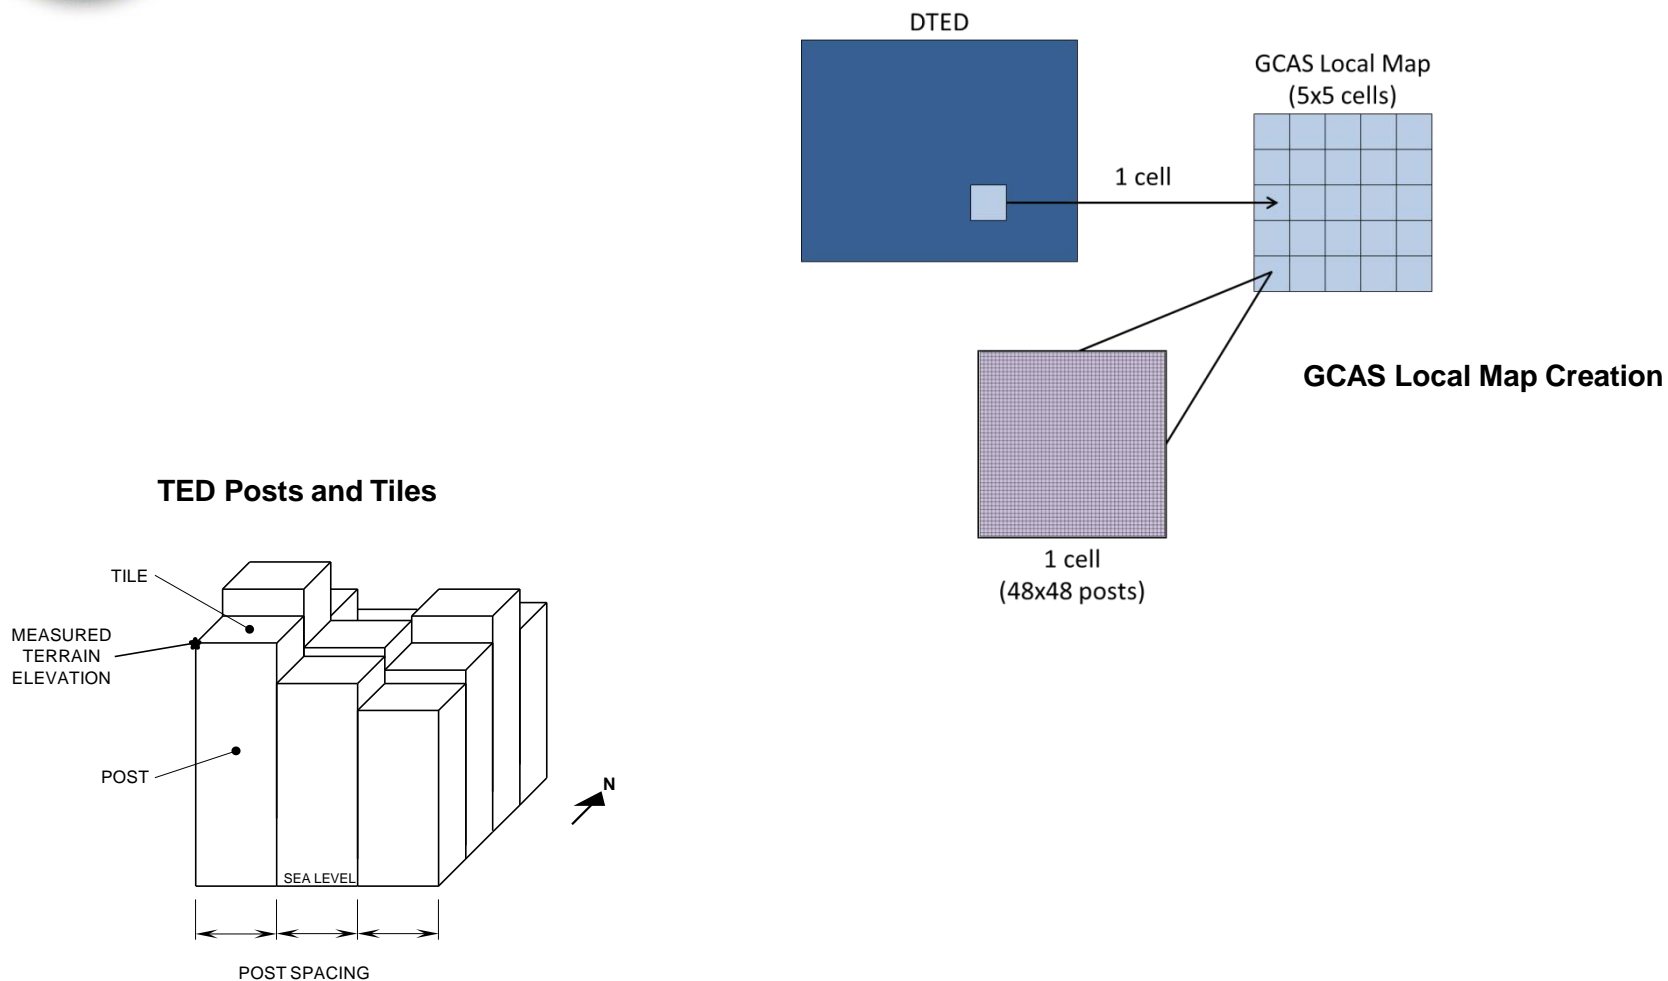 DTED
GCAS Local Map
(5x5 cells)
1 cell
GCAS Local Map Creation
1 cell
(48x48 posts)
TED Posts and Tiles
TILE
MEASURED
TERRAIN
ELEVATION
POST
N
SEA LEVEL
POST SPACING